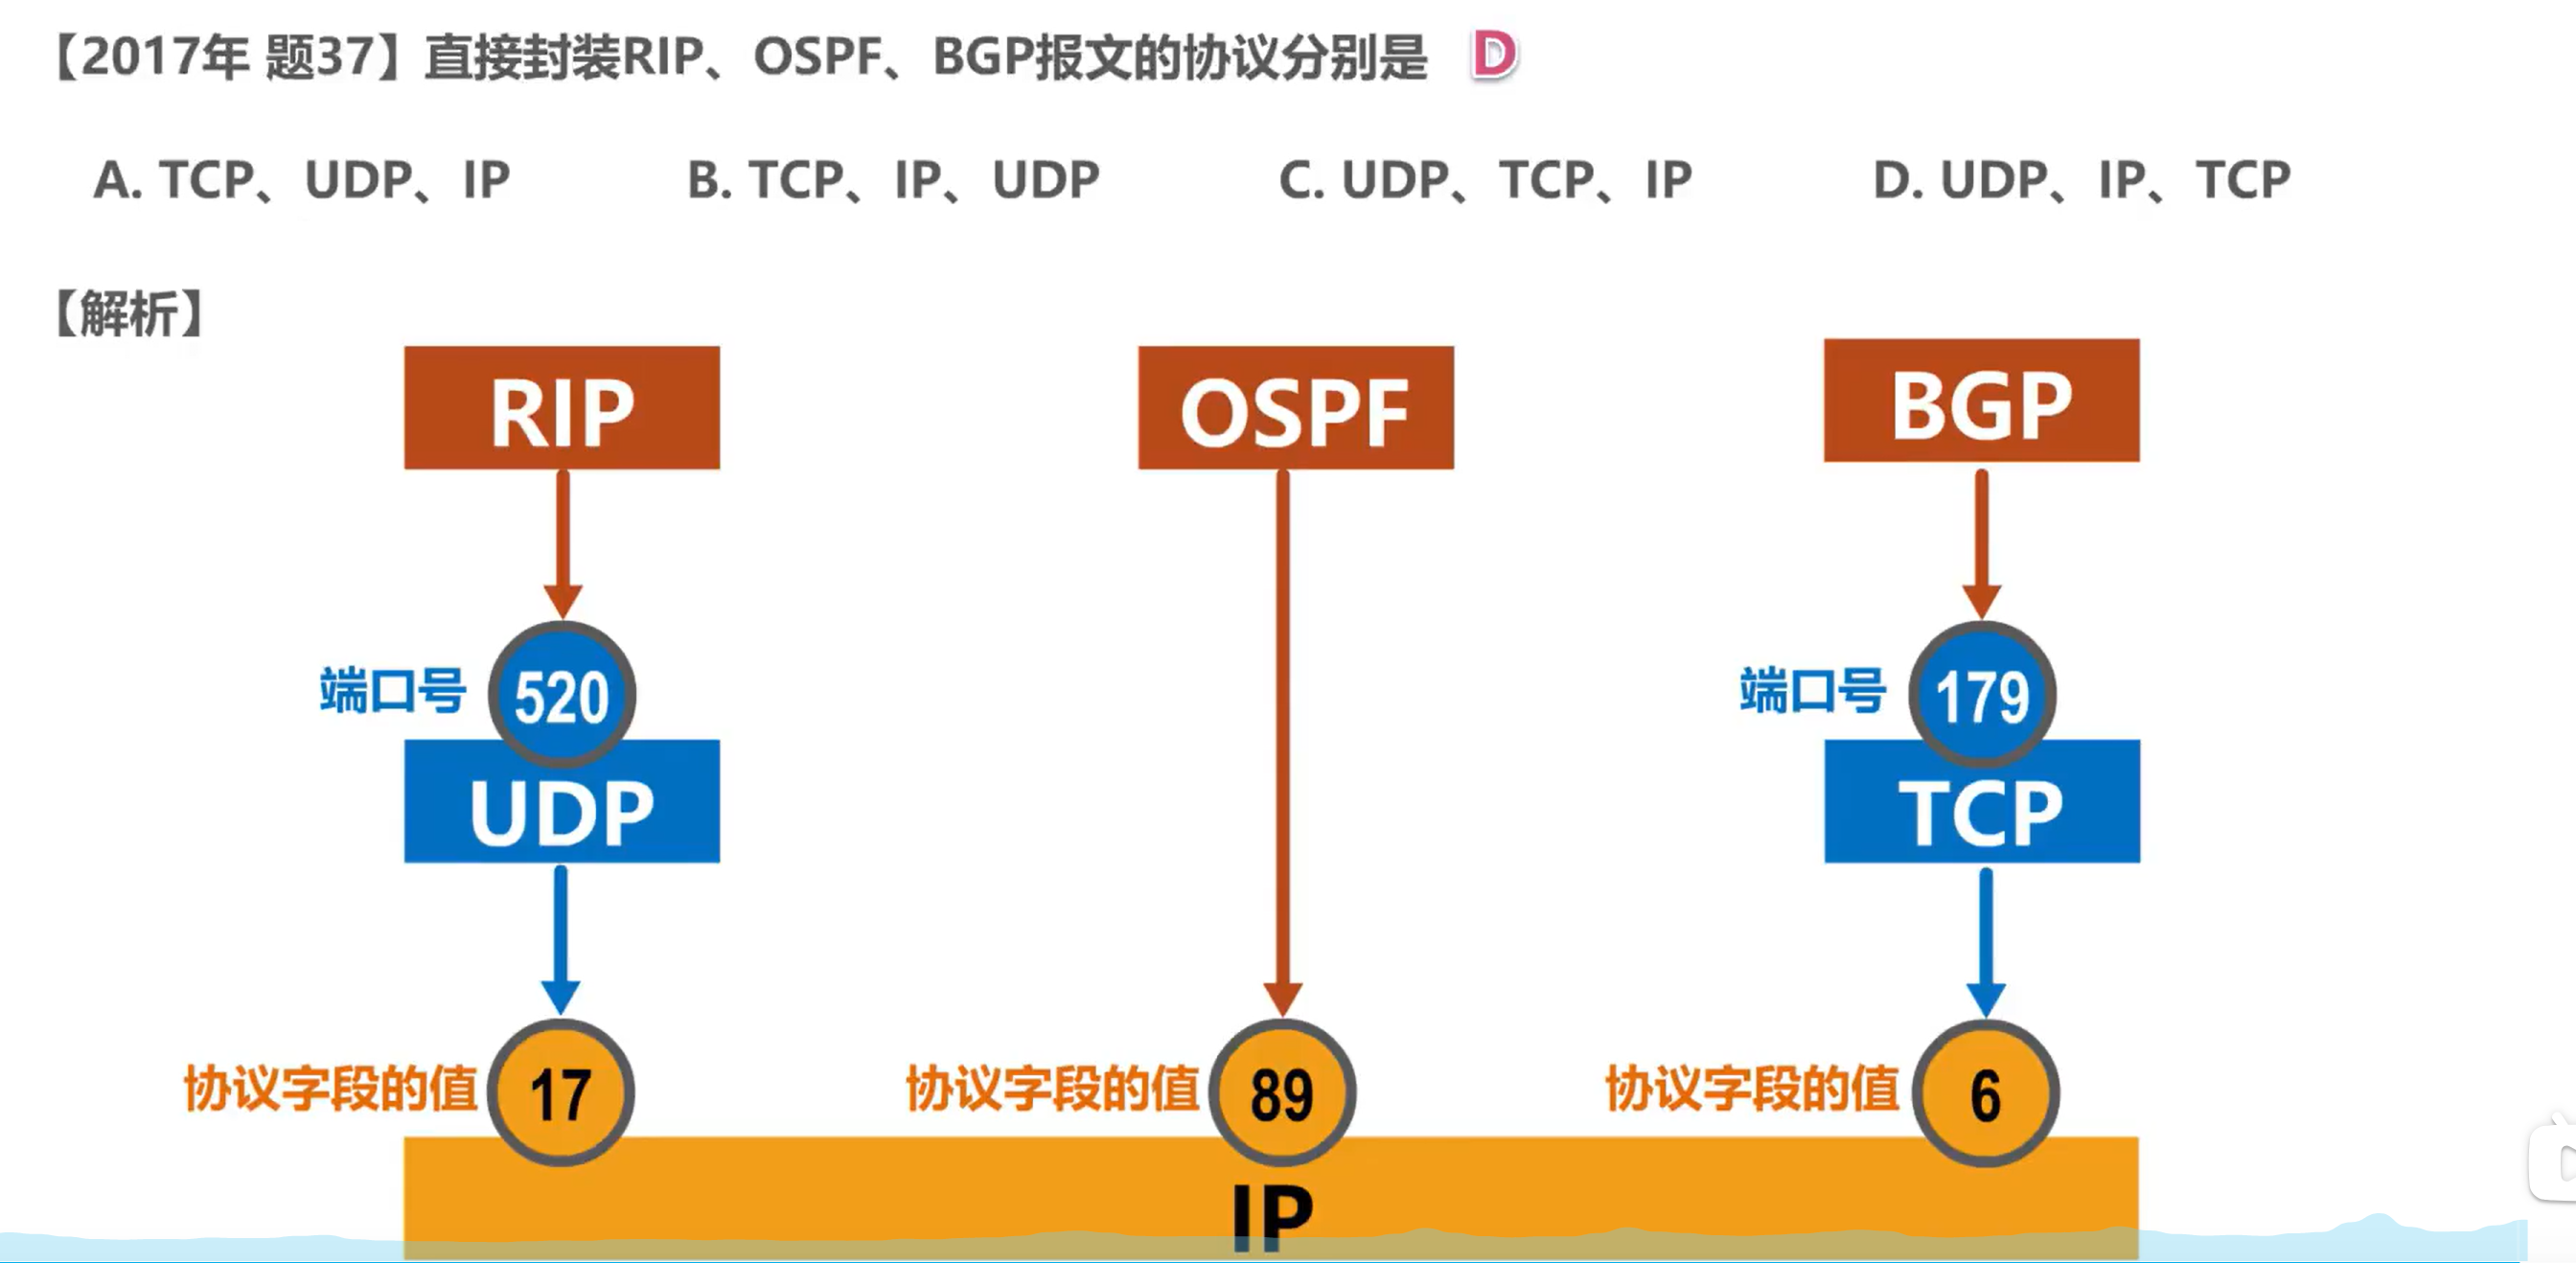 【2017年 题37】直接封装RIP、OSPF、BGP报文的协议分别是 D
A. TCP、UDP、IP B. TCP、IP、UDP C. UDP、TCP、IP D. UDP、IP、TCP
【解析】
RIP OSPF BGP
端口号 520 端口号 179
UDP TCP
协议字段的值 17 协议字段的值 89 协议字段的值 6
IP